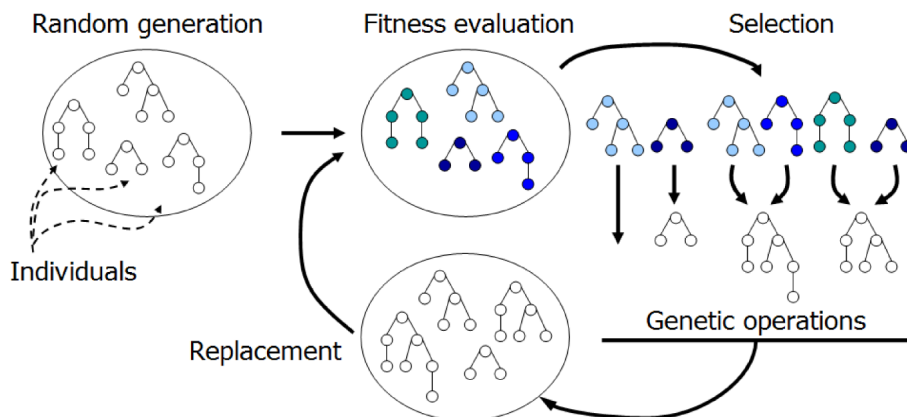 Random generation
Fitness evaluation
Selection
Individuals
Replacement
Genetic operations